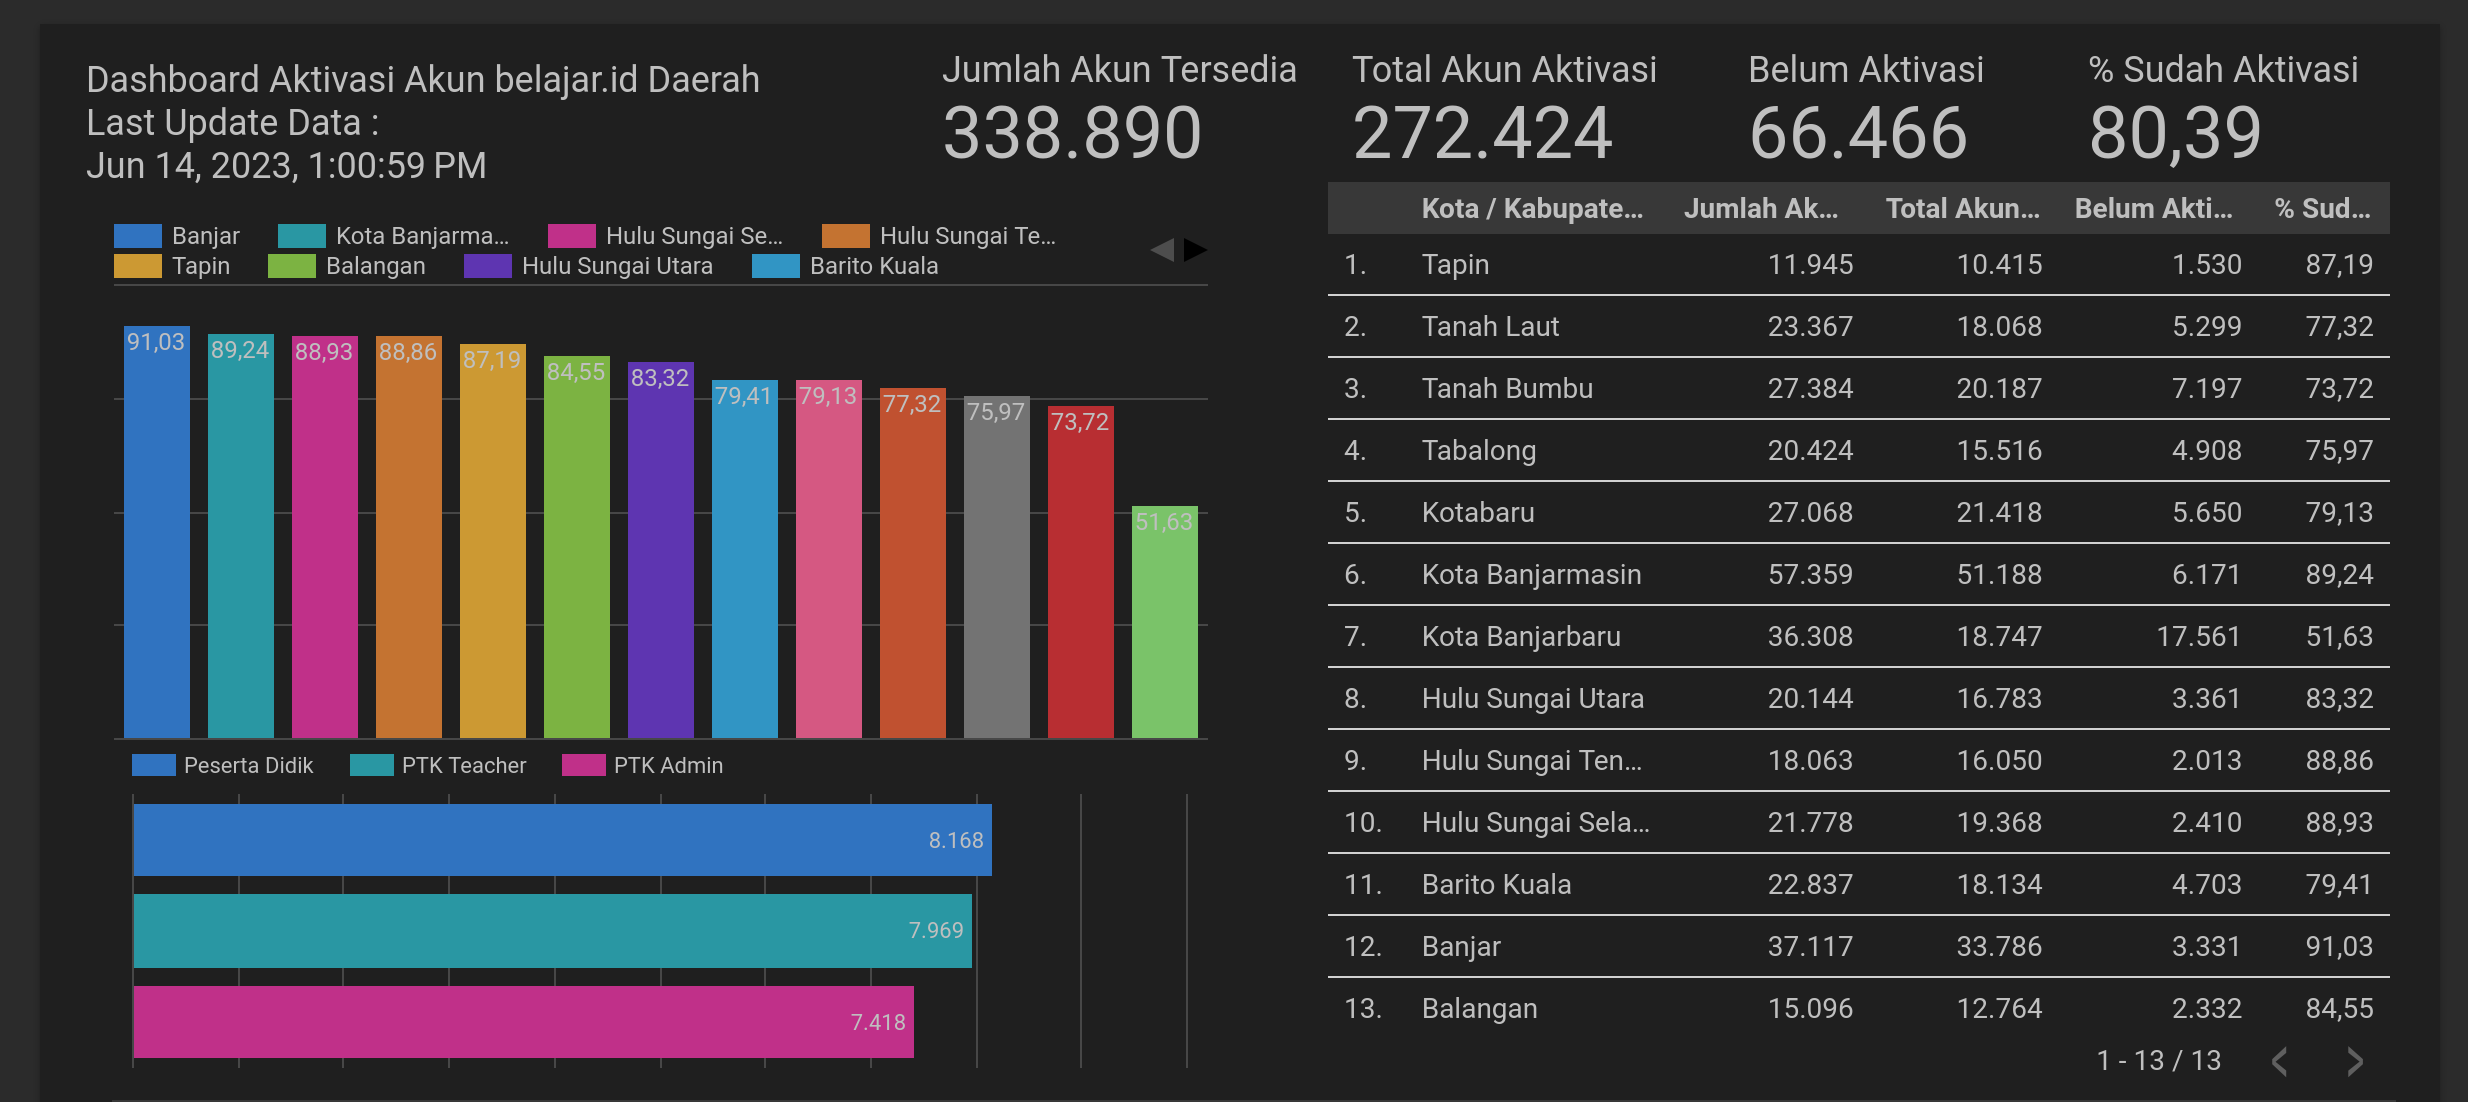 Dashboard Aktivasi Akun belajar.id Daerah
Last Update Data :
Jun 14, 2023, 1:00:59 PM
Jumlah Akun Tersedia
338.890
Total Akun Aktivasi
272.424
Belum Aktivasi
66.466
% Sudah Aktivasi
80,39
Banjar Kota Banjarma... Hulu Sungai Se... Hulu Sungai Te...
Tapin Balangan Hulu Sungai Utara Barito Kuala
91,03 89,24 88,93 88,86 87,19 84,55 83,32 79,41 79,13 77,32 75,97 73,72 51,63
Peserta Didik PTK Teacher PTK Admin
8.168
7.969
7.418
Kota / Kabupate... Jumlah Ak... Total Akun... Belum Akti... % Sud...
1. Tapin 11.945 10.415 1.530 87,19
2. Tanah Laut 23.367 18.068 5.299 77,32
3. Tanah Bumbu 27.384 20.187 7.197 73,72
4. Tabalong 20.424 15.516 4.908 75,97
5. Kotabaru 27.068 21.418 5.650 79,13
6. Kota Banjarmasin 57.359 51.188 6.171 89,24
7. Kota Banjarbaru 36.308 18.747 17.561 51,63
8. Hulu Sungai Utara 20.144 16.783 3.361 83,32
9. Hulu Sungai Ten... 18.063 16.050 2.013 88,86
10. Hulu Sungai Sela... 21.778 19.368 2.410 88,93
11. Barito Kuala 22.837 18.134 4.703 79,41
12. Banjar 37.117 33.786 3.331 91,03
13. Balangan 15.096 12.764 2.332 84,55
1 - 13 / 13